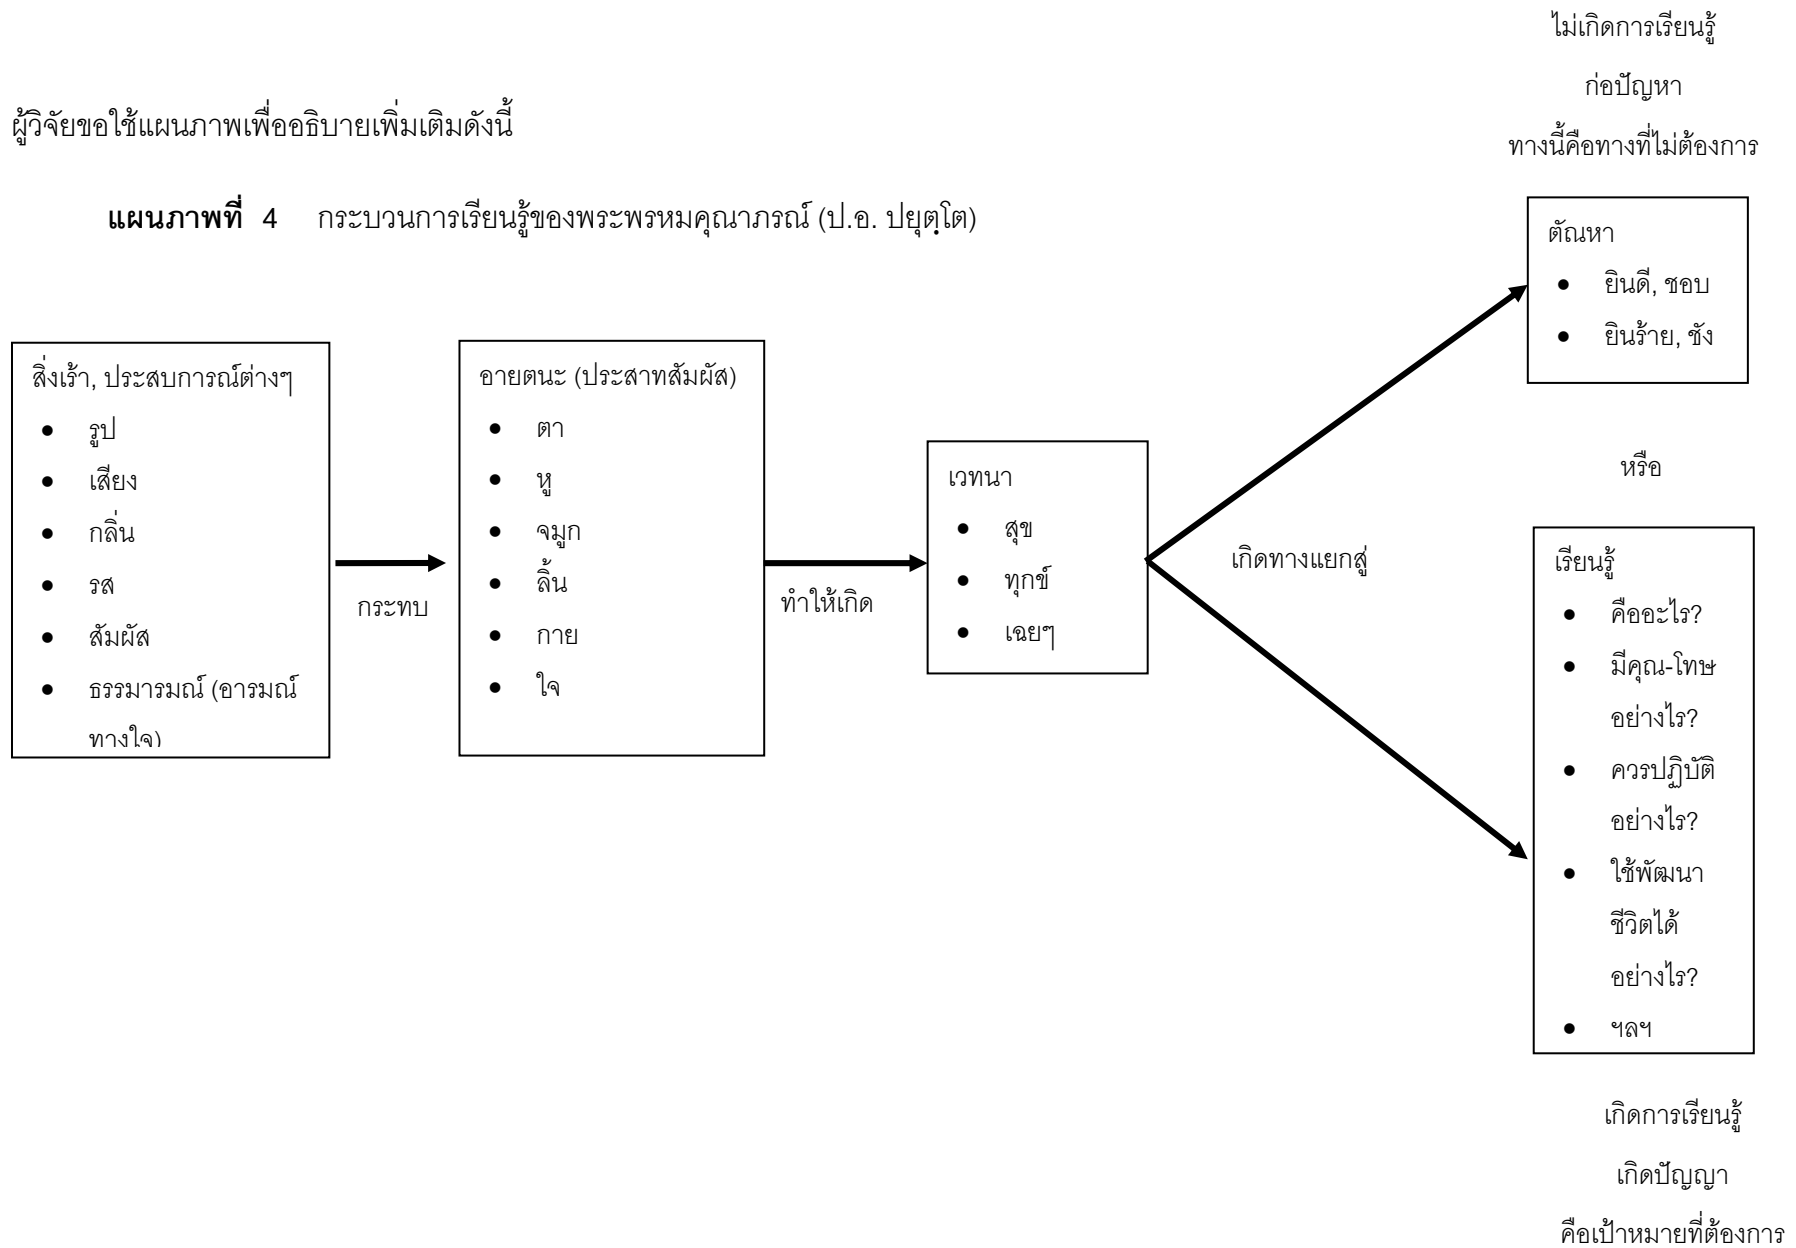 ไม่เกิดการเรียนรู้
ก่อปัญหา
ทางนี้คือทางที่ไม่ต้องการ
ผู้วิจัยขอใช้แผนภาพเพื่ออธิบายเพิ่มเติมดังนี้
แผนภาพที่ 4 กระบวนการเรียนรู้ของพระพรหมคุณาภรณ์ (ป.อ. ปยุตฺโต)
สิ่งเร้า, ประสบการณ์ต่างๆ
● รูป
● เสียง
● กลิ่น
● รส
● สัมผัส
● ธรรมารมณ์ (อารมณ์
ทางใจ)
กระทบ
อายตนะ (ประสาทสัมผัส)
● ตา
● หู
● จมูก
● ลิ้น
● กาย
● ใจ
ทำให้เกิด
เวทนา
● สุข
● ทุกข์
● เฉยๆ
เกิดทางแยกสู่
ตัณหา
● ยินดี, ชอบ
● ยินร้าย, ชัง
หรือ
เรียนรู้
● คืออะไร?
● มีคุณ-โทษ
อย่างไร?
● ควรปฏิบัติ
อย่างไร?
● ใช้พัฒนา
ชีวิตได้
อย่างไร?
● ฯลฯ
เกิดการเรียนรู้
เกิดปัญญา
คือเป้าหมายที่ต้องการ